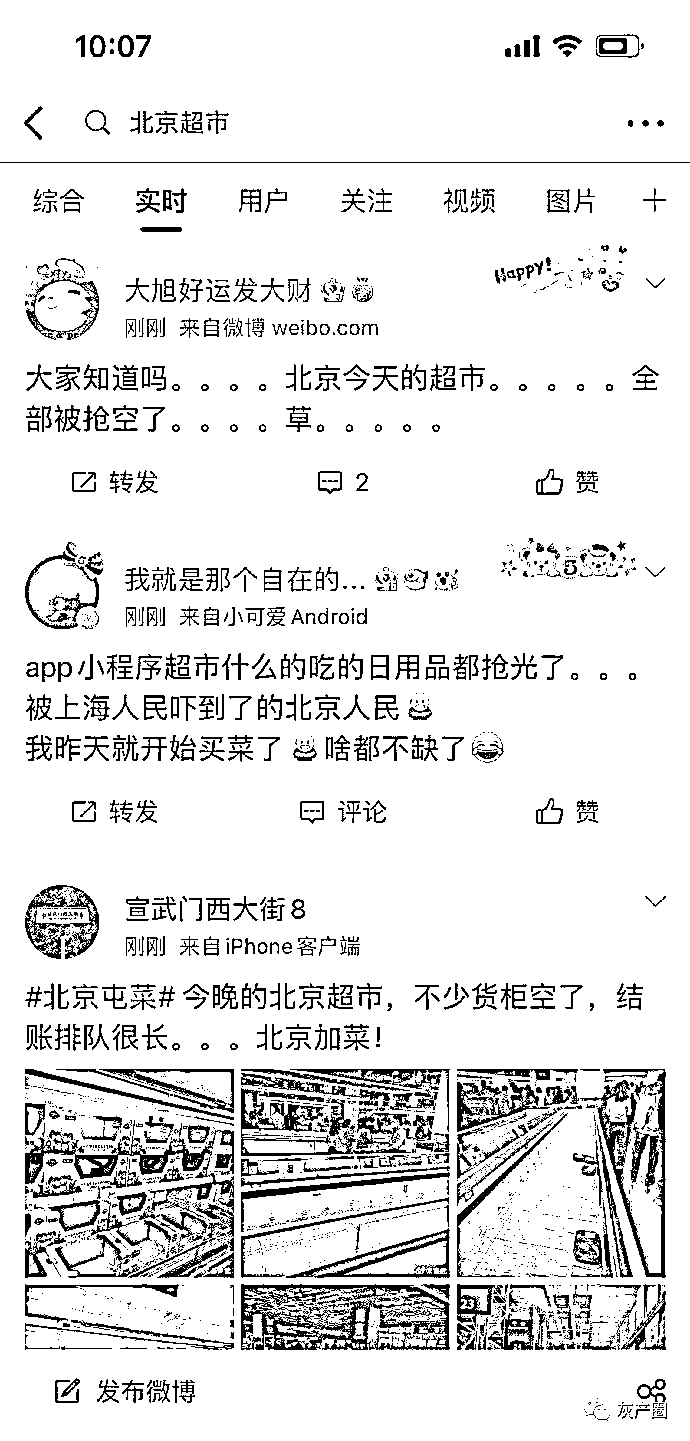 10:07
北京超市
综合 实时 用户 关注 视频 图片
Happy!
大旭好运发大财
刚刚 来自微博 weibo.com
大家知道吗。。。。北京今天的超市。。。。。全
部被抢空了。。。。草。。。。。
转发 2 赞
我就是那个自在的...
5
刚刚 来自小可爱Android
app小程序超市什么的吃的日用品都抢光了。。。
被上海人民吓到了的北京人民
我昨天就开始买菜了 啥都不缺了😂
转发 评论 赞
宣武门西大街8
刚刚 来自iPhone客户端
#北京屯菜# 今晚的北京超市，不少货柜空了，结
账排队很长。。。北京加菜！
23
发布微博
灰产圈